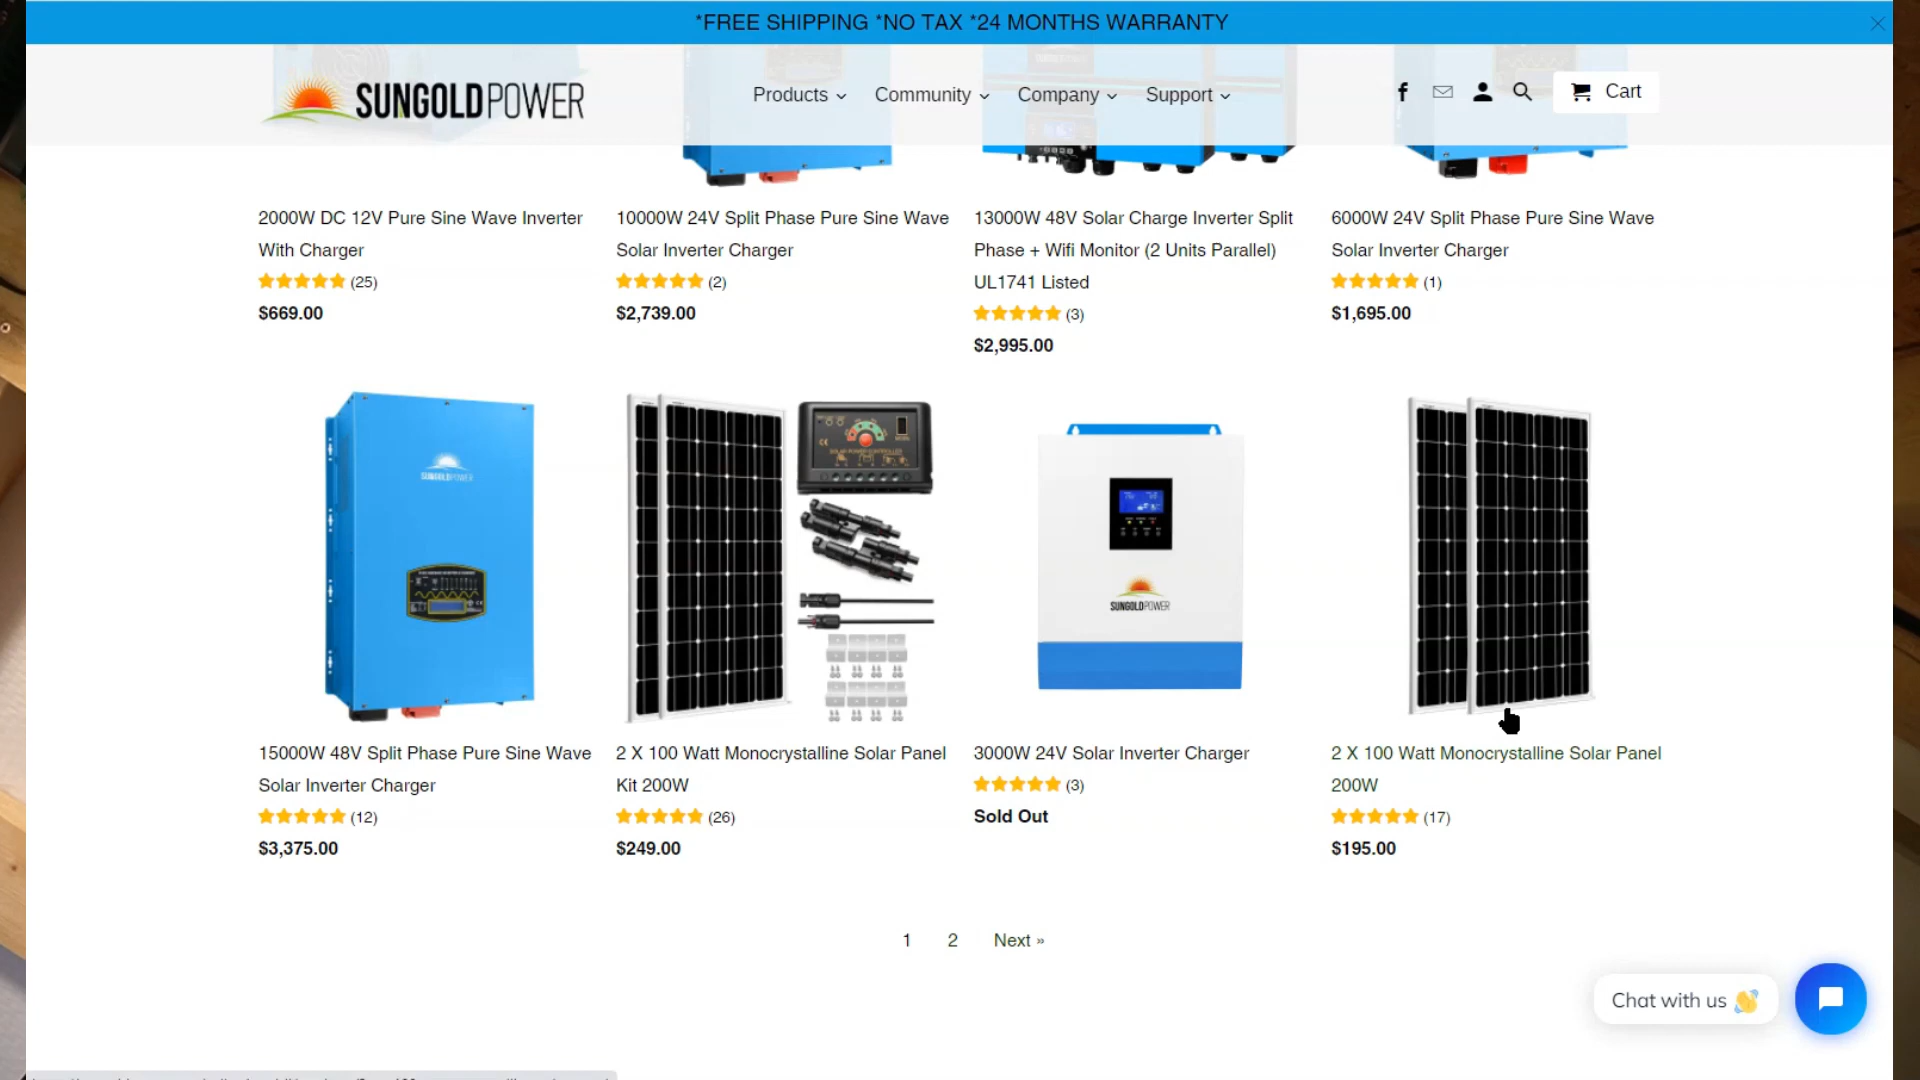 *FREE SHIPPING *NO TAX *24 MONTHS WARRANTY
SUNGOLDPOWER
Products
Community
Company
Support
Cart
2000W DC 12V Pure Sine Wave Inverter
With Charger
(25)
$669.00
10000W 24V Split Phase Pure Sine Wave
Solar Inverter Charger
(2)
$2,739.00
13000W 48V Solar Charge Inverter Split
Phase + Wifi Monitor (2 Units Parallel)
UL1741 Listed
(3)
$2,995.00
6000W 24V Split Phase Pure Sine Wave
Solar Inverter Charger
(1)
$1,695.00
SUNGOLDPOWER
SUNGOLDPOWER
15000W 48V Split Phase Pure Sine Wave
Solar Inverter Charger
(12)
$3,375.00
2 X 100 Watt Monocrystalline Solar Panel
Kit 200W
(26)
$249.00
3000W 24V Solar Inverter Charger
(3)
Sold Out
2 X 100 Watt Monocrystalline Solar Panel
200W
(17)
$195.00
1 2 Next »
Chat with us 👋